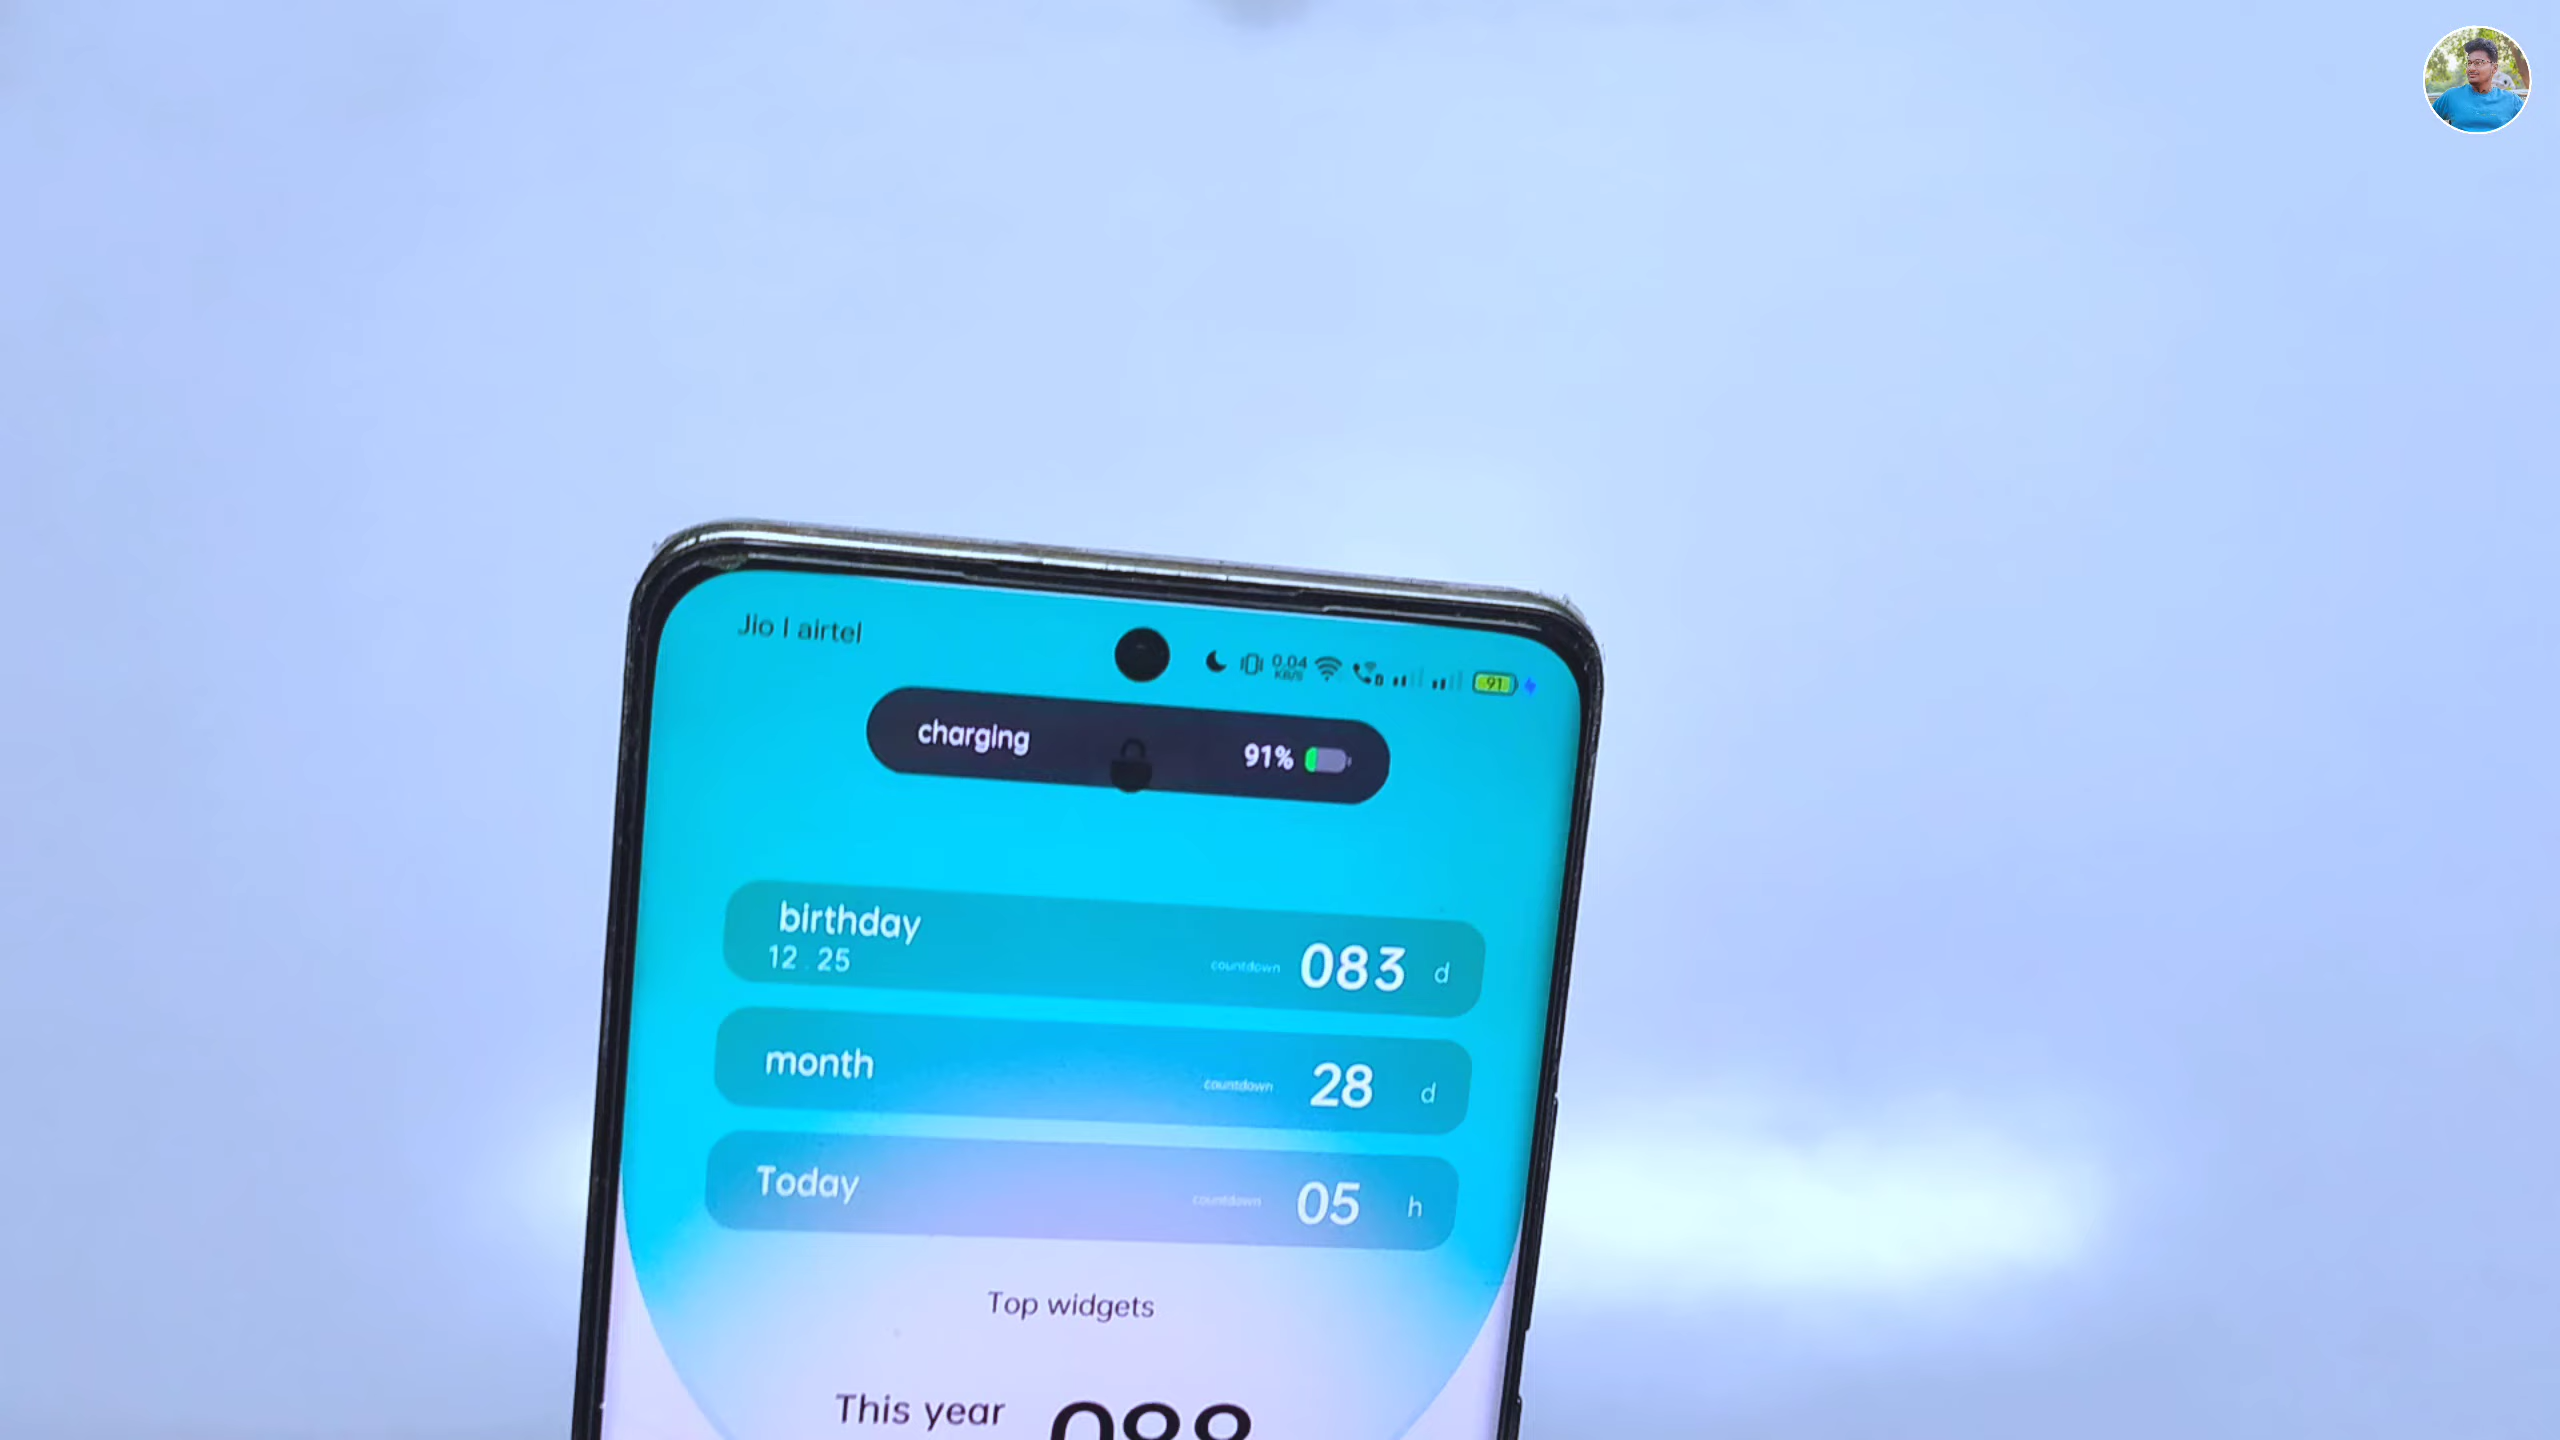 Jio | airtel
0.04
KB/S
91
charging
91%
birthday
12 . 25
countdown
083
d
month
countdown
28
d
Today
countdown
05
h
Top widgets
This year